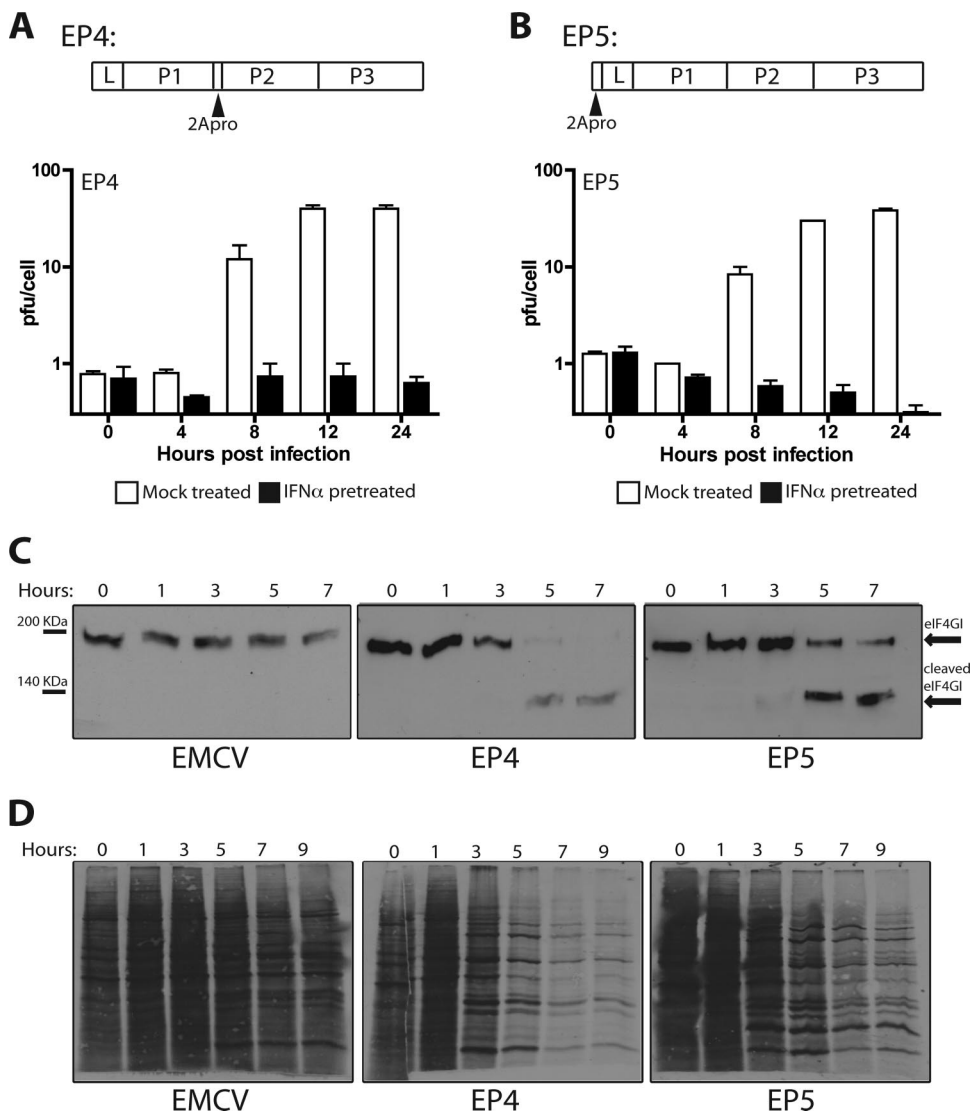 A
EP4:
L P1 P2 P3
2Apro
100
10
1
pfu/cell
EP4
0 4 8 12 24
Hours post infection
Mock treated IFNα pretreated
B
EP5:
L P1 P2 P3
2Apro
100
10
1
pfu/cell
EP5
0 4 8 12 24
Hours post infection
Mock treated IFNα pretreated
C
Hours: 0 1 3 5 7 0 1 3 5 7 0 1 3 5 7
200 KDa
140 KDa
eIF4GI
cleaved
eIF4GI
EMCV EP4 EP5
D
Hours: 0 1 3 5 7 9 0 1 3 5 7 9 0 1 3 5 7 9
EMCV EP4 EP5